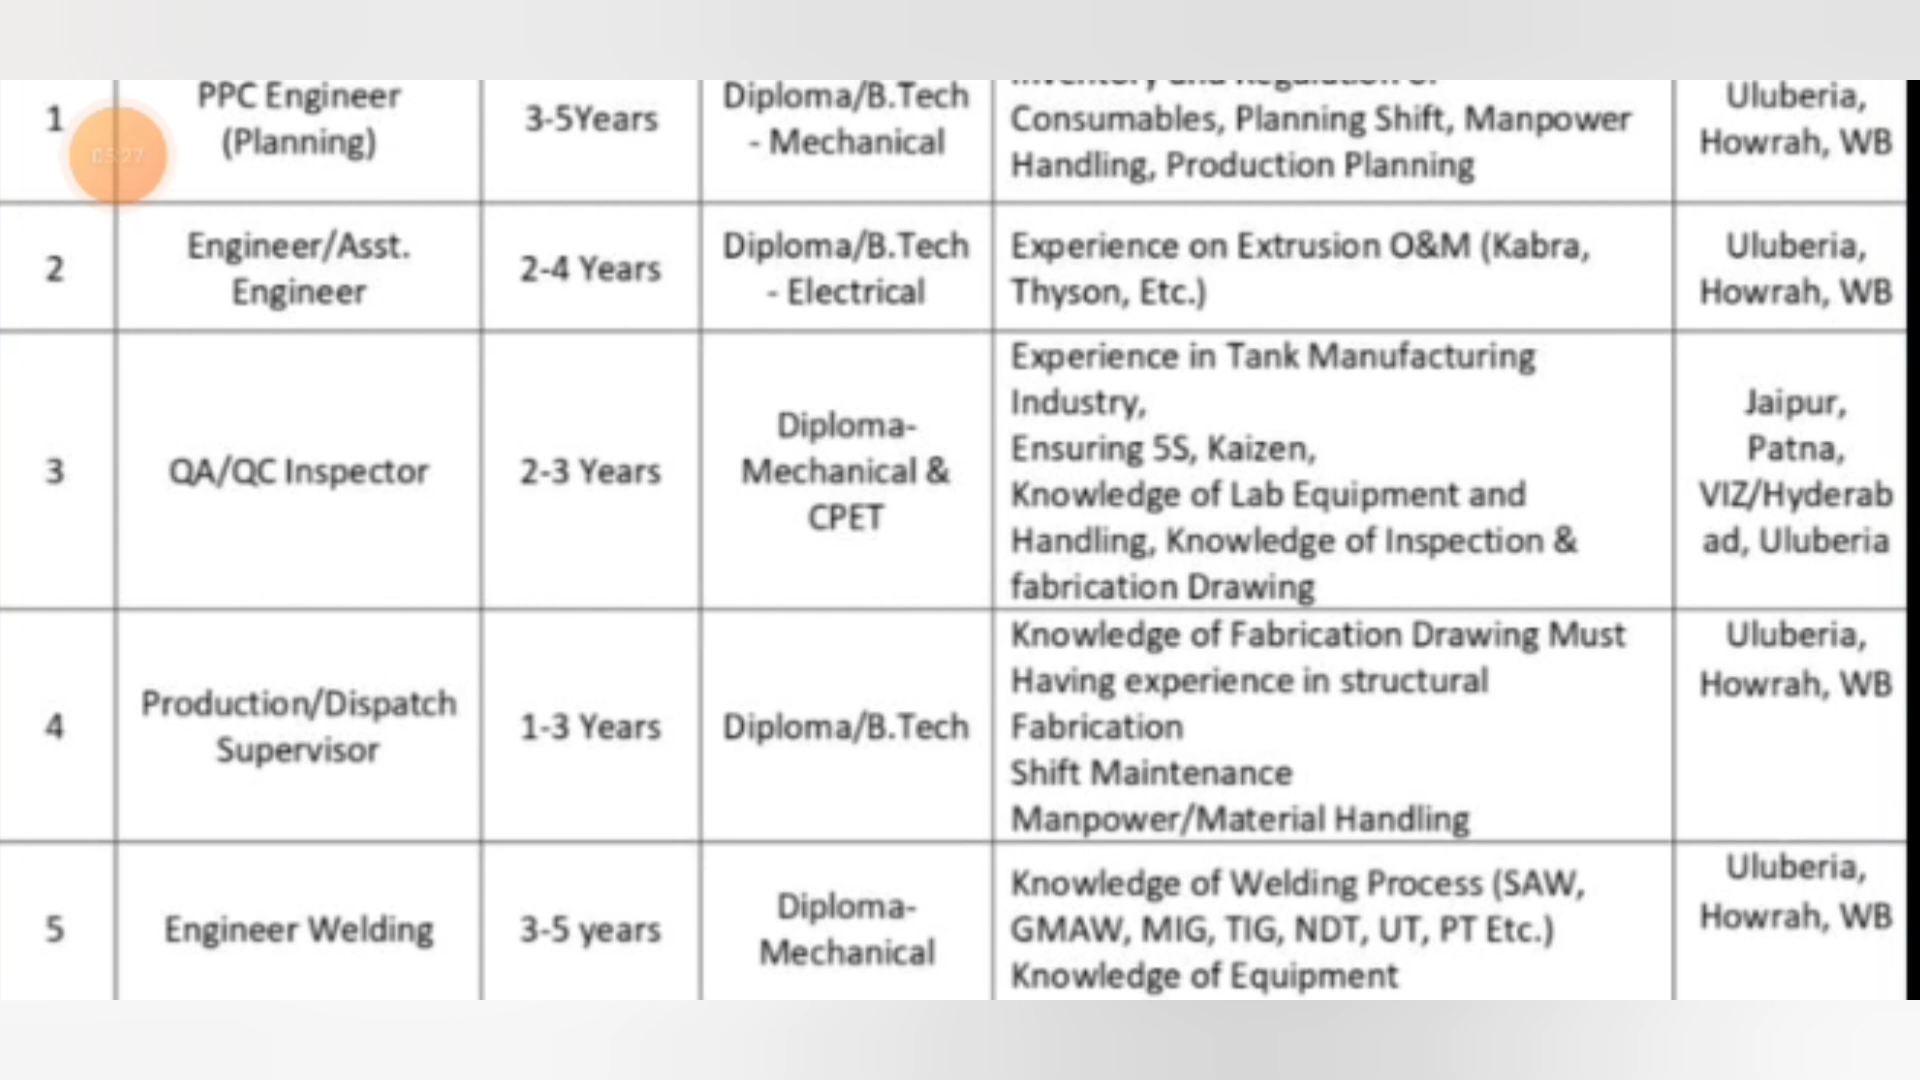 1
PPC Engineer
(Planning)
3-5Years
Diploma/B.Tech
- Mechanical
Inventory and Regulation of
Consumables, Planning Shift, Manpower
Handling, Production Planning
Uluberia,
Howrah, WB
05:27
2
Engineer/Asst.
Engineer
2-4 Years
Diploma/B.Tech
- Electrical
Experience on Extrusion O&M (Kabra,
Thyson, Etc.)
Uluberia,
Howrah, WB
3
QA/QC Inspector
2-3 Years
Diploma-
Mechanical &
CPET
Experience in Tank Manufacturing
Industry,
Ensuring 5S, Kaizen,
Knowledge of Lab Equipment and
Handling, Knowledge of Inspection &
fabrication Drawing
Jaipur,
Patna,
VIZ/Hyderab
ad, Uluberia
4
Production/Dispatch
Supervisor
1-3 Years
Diploma/B.Tech
Knowledge of Fabrication Drawing Must
Having experience in structural
Fabrication
Shift Maintenance
Manpower/Material Handling
Uluberia,
Howrah, WB
5
Engineer Welding
3-5 years
Diploma-
Mechanical
Knowledge of Welding Process (SAW,
GMAW, MIG, TIG, NDT, UT, PT Etc.)
Knowledge of Equipment
Uluberia,
Howrah, WB